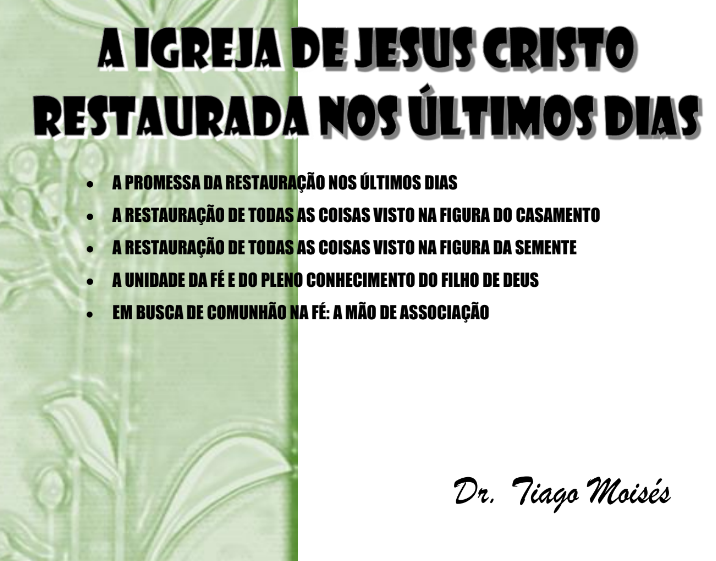 A IGREJA DE JESUS CRISTO
RESTAURADA NOS ÚLTIMOS DIAS
• A PROMESSA DA RESTAURAÇÃO NOS ÚLTIMOS DIAS
• A RESTAURAÇÃO DE TODAS AS COISAS VISTO NA FIGURA DO CASAMENTO
• A RESTAURAÇÃO DE TODAS AS COISAS VISTO NA FIGURA DA SEMENTE
• A UNIDADE DA FÉ E DO PLENO CONHECIMENTO DO FILHO DE DEUS
• EM BUSCA DE COMUNHÃO NA FÉ: A MÃO DE ASSOCIAÇÃO
Dr. Tiago Moisés